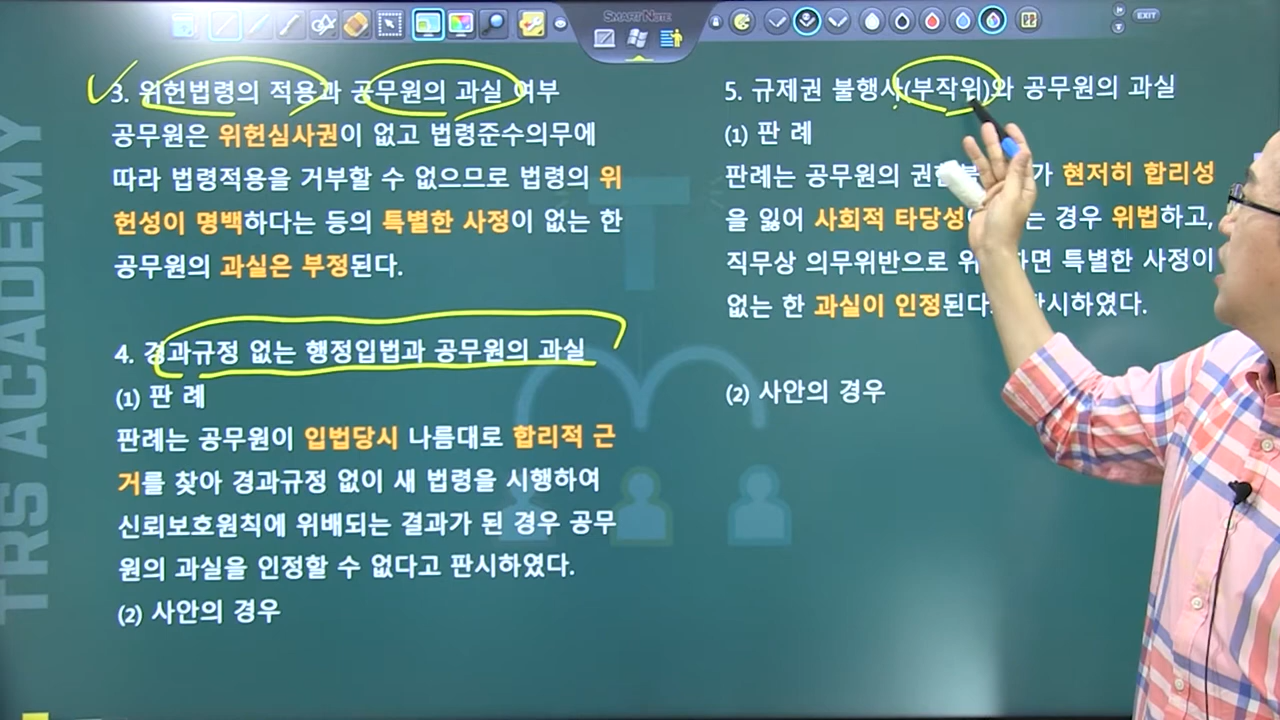 SMART NOTE
EXIT
TRS ACADEMY
3. 위헌법령의 적용과 공무원의 과실 여부
공무원은 위헌심사권이 없고 법령준수의무에
따라 법령적용을 거부할 수 없으므로 법령의 위
헌성이 명백하다는 등의 특별한 사정이 없는 한
공무원의 과실은 부정된다.
4. 경과규정 없는 행정입법과 공무원의 과실
(1) 판 례
판례는 공무원이 입법당시 나름대로 합리적 근
거를 찾아 경과규정 없이 새 법령을 시행하여
신뢰보호원칙에 위배되는 결과가 된 경우 공무
원의 과실을 인정할 수 없다고 판시하였다.
(2) 사안의 경우
5. 규제권 불행사(부작위)와 공무원의 과실
(1) 판 례
판례는 공무원의 가 현저히 합리성
을 잃어 사회적 타당성 는 경우 위법하고,
직무상 의무위반으로 하면 특별한 사정이
없는 한 과실이 인정된다 판시하였다.
(2) 사안의 경우